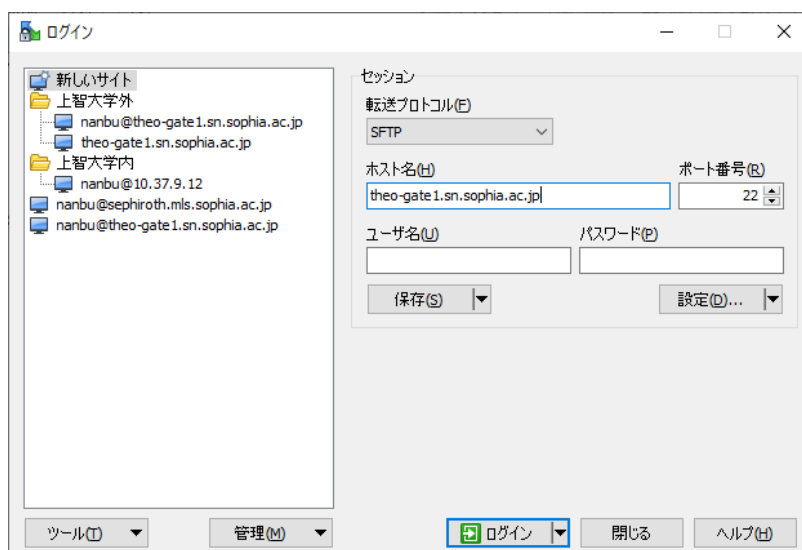 ログイン
新しいサイト
上智大学外
nanbu@theo-gate1.sn.sophia.ac.jp
theo-gate1.sn.sophia.ac.jp
上智大学内
nanbu@10.37.9.12
nanbu@sephiroth.mls.sophia.ac.jp
nanbu@theo-gate1.sn.sophia.ac.jp
セッション
転送プロトコル(F)
SFTP
ホスト名(H) ポート番号(R)
theo-gate1.sn.sophia.ac.jp 22
ユーザ名(U) パスワード(P)
保存(S) 設定(D)...
ツール(T) 管理(M) ログイン 閉じる ヘルプ(H)